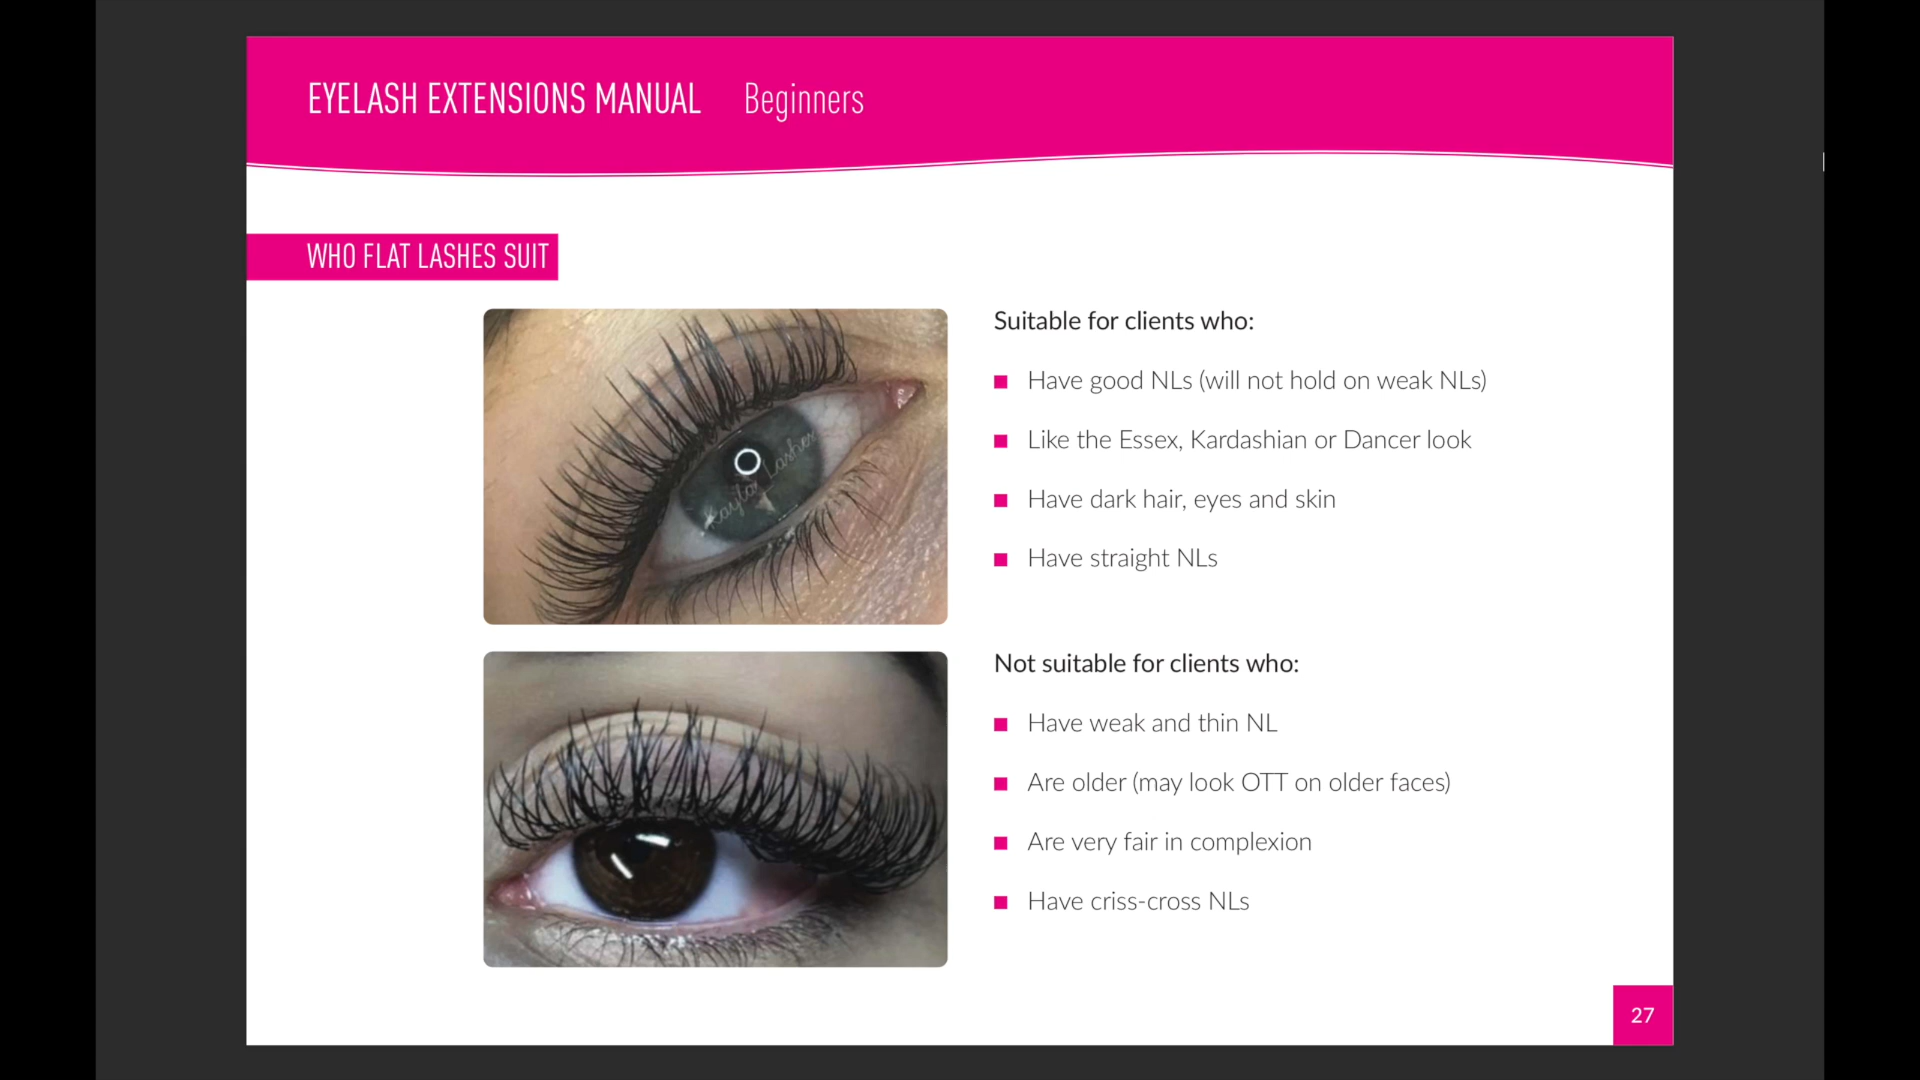 EYELASH EXTENSIONS MANUAL Beginners
WHO FLAT LASHES SUIT
Suitable for clients who:
Have good NLs (will not hold on weak NLs)
Like the Essex, Kardashian or Dancer look
Have dark hair, eyes and skin
Have straight NLs
Kayla_Lashes
Not suitable for clients who:
Have weak and thin NL
Are older (may look OTT on older faces)
Are very fair in complexion
Have criss-cross NLs
27